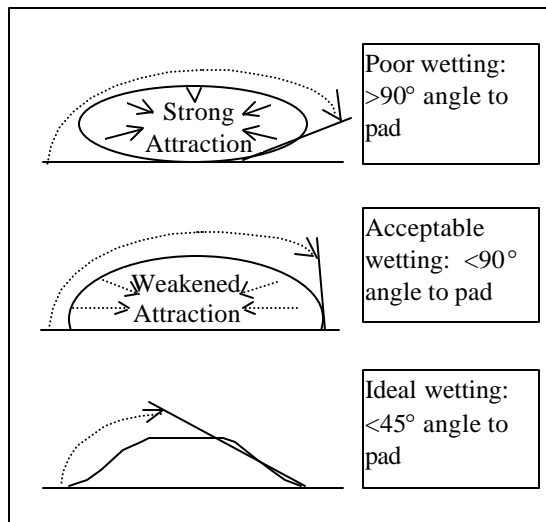 Strong
Attraction
Poor wetting:
>90° angle to
pad
Weakened
Attraction
Acceptable
wetting:  <90°
angle to pad
Ideal wetting:
<45° angle to
pad